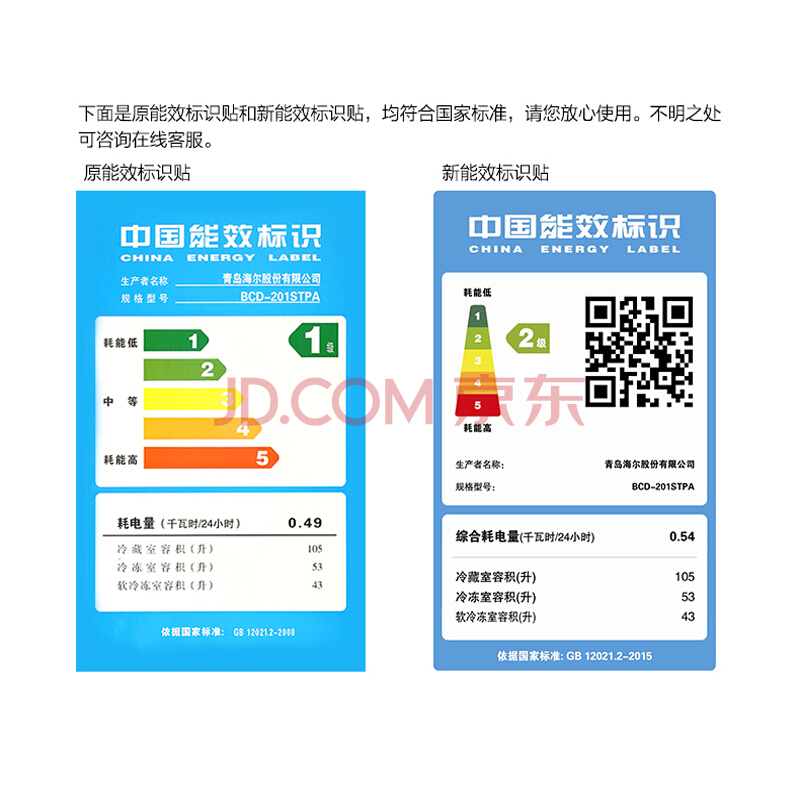 下面是原能效标识贴和新能效标识贴，均符合国家标准，请您放心使用。不明之处
可咨询在线客服。
原能效标识贴
中国能效标识
CHINA ENERGY LABEL
生产者名称 青岛海尔股份有限公司
规格型号 BCD-201STPA
耗能低 1
1级
2
中等 3
4
耗能高 5
耗电量（千瓦时/24小时） 0.49
冷藏室容积（升） 105
冷冻室容积（升） 53
软冷冻室容积（升） 43
依据国家标准： GB 12021.2-2008
新能效标识贴
中国能效标识
CHINA ENERGY LABEL
耗能低
1
2
2级
3
4
5
耗能高
生产者名称： 青岛海尔股份有限公司
规格型号： BCD-201STPA
综合耗电量(千瓦时/24小时) 0.54
冷藏室容积(升) 105
冷冻室容积(升) 53
软冷冻室容积(升) 43
依据国家标准: GB 12021.2-2015
JD.COM 京东